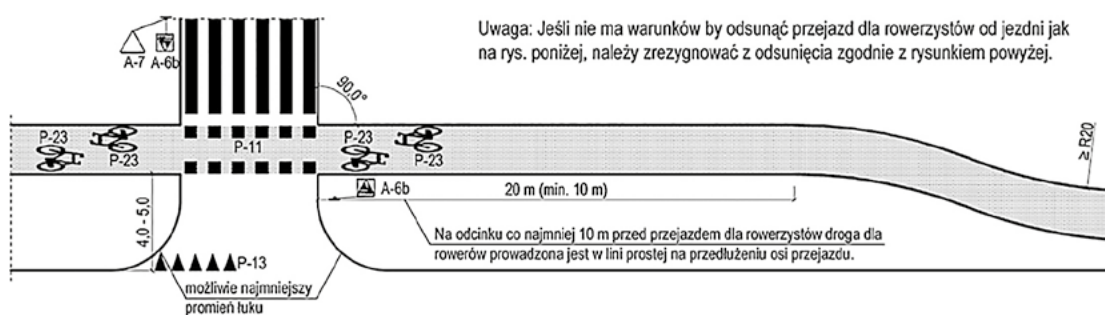 Uwaga: Jeśli nie ma warunków by odsunąć przejazd dla rowerzystów od jezdni jak
na rys. poniżej, należy zrezygnować z odsunięcia zgodnie z rysunkiem powyżej.
A-7 A-6b
90.0°
P-23
P-23
P-11
P-23
P-23
≥ R20
A-6b
20 m (min. 10 m)
4,0 - 5,0
Na odcinku co najmniej 10 m przed przejazdem dla rowerzystów droga dla
rowerów prowadzona jest w lini prostej na przedłużeniu osi przejazdu.
P-13
możliwie najmniejszy
promień łuku